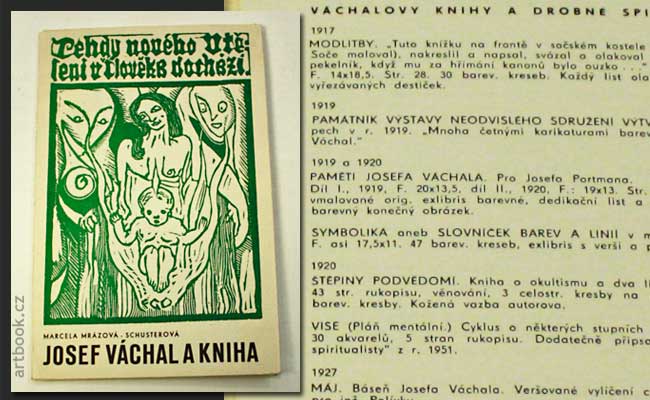 Tehdy nového Vtě-
lení v Člověka dochází.
EGO
MARCELA MRÁZOVÁ - SCHUSTEROVÁ
JOSEF VÁCHAL A KNIHA
artbook.cz
VÁCHALOVY KNIHY A DROBNÉ SPI
1917
MODLITBY. „Tuto knížku na frontě v sočském kostele
Soče maloval), nakreslil a napsal, svázal a olakoval
pekelník, když mu za hřímání kanonů bylo ouzko . . ."
F. 14x18,5. Str. 28. 30 barev. kreseb. Každý list ola
vyřezávaných destiček.
1919
PAMÁTNÍK VÝSTAVY NEODVISLÉHO SDRUŽENÍ VÝTV
pech v r. 1919. „Mnoha četnými karikaturami barev
Váchal."
1919 a 1920
PAMĚTI JOSEFA VÁCHALA. Pro Josefa Portmana.
Díl I., 1919, F. 20x13,5, díl II., 1920, F.: 19x13. Str.
vmalované orig. exlibris barevné, dedikační list a
barevný konečný obrázek.
SYMBOLIKA aneb SLOVNÍČEK BAREV A LINIÍ v m
F. asi 17,5x11. 47 barev. kreseb, exlibris s verši a p
1920
STEPINY PODVĚDOMÍ. Kniha o okultismu a dva li
43 str. rukopisu, věnování, 3 celostr. kresby na
barev. kresby. Kožená vazba autorova.
VISE (Pláň mentální.) Cyklus o některých stupních
30 akvarelů, 5 stran rukopisu. Dodatečně připso
spiritualisty" z r. 1951.
1927
MÁJ. Báseň Josefa Váchala. Veršované vylíčení c